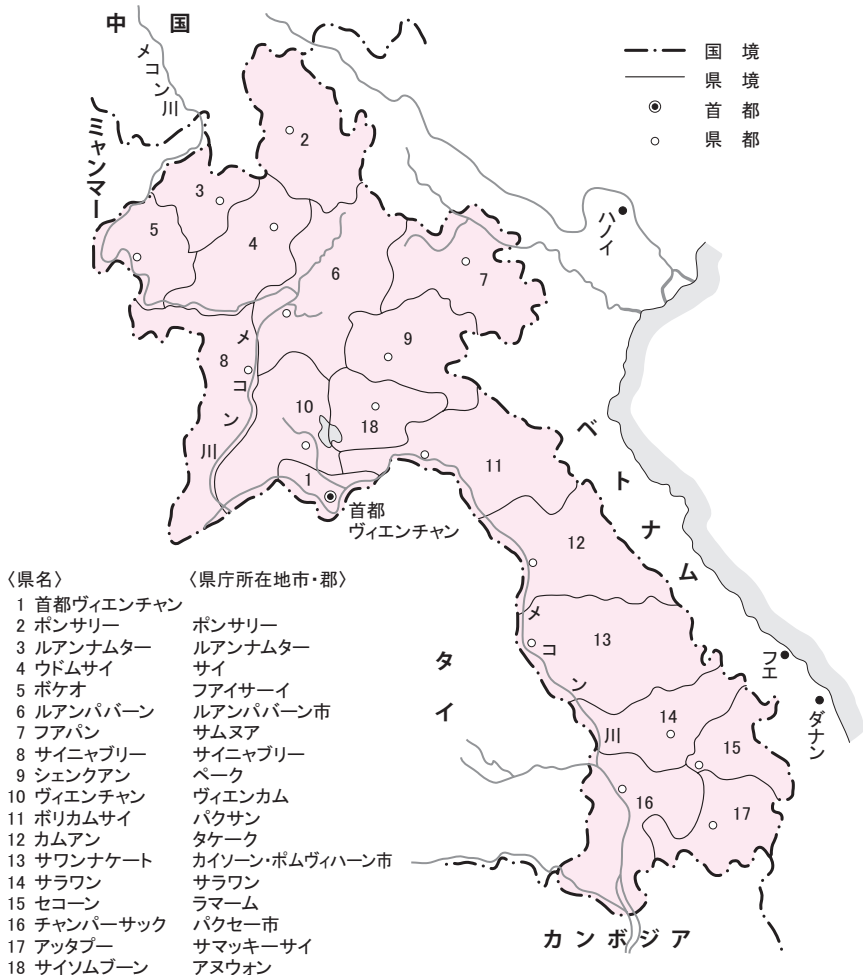 中国
メコン川
ミャンマー
国境
県境
首都
県都
2
3
5
4
6
7
ハノイ
9
8
メコン川
10
18
11
1
首都
ヴィエンチャン
ベトナム
12
メコン川
13
タイ
フエ
ダナン
14
15
16
17
カンボジア
〈県名〉 〈県庁所在地市・郡〉
1 首都ヴィエンチャン
2 ポンサリー ポンサリー
3 ルアンナムター ルアンナムター
4 ウドムサイ サイ
5 ボケオ フアイサーイ
6 ルアンパバーン ルアンパバーン市
7 フアパン サムヌア
8 サイニャブリー サイニャブリー
9 シェンクアン ペーク
10 ヴィエンチャン ヴィエンカム
11 ボリカムサイ パクサン
12 カムアン タケーク
13 サワンナケート カイソーン・ポムヴィハーン市
14 サラワン サラワン
15 セコーン ラマーム
16 チャンパーサック パクセー市
17 アッタプー サマッキーサイ
18 サイソムブーン アヌウォン